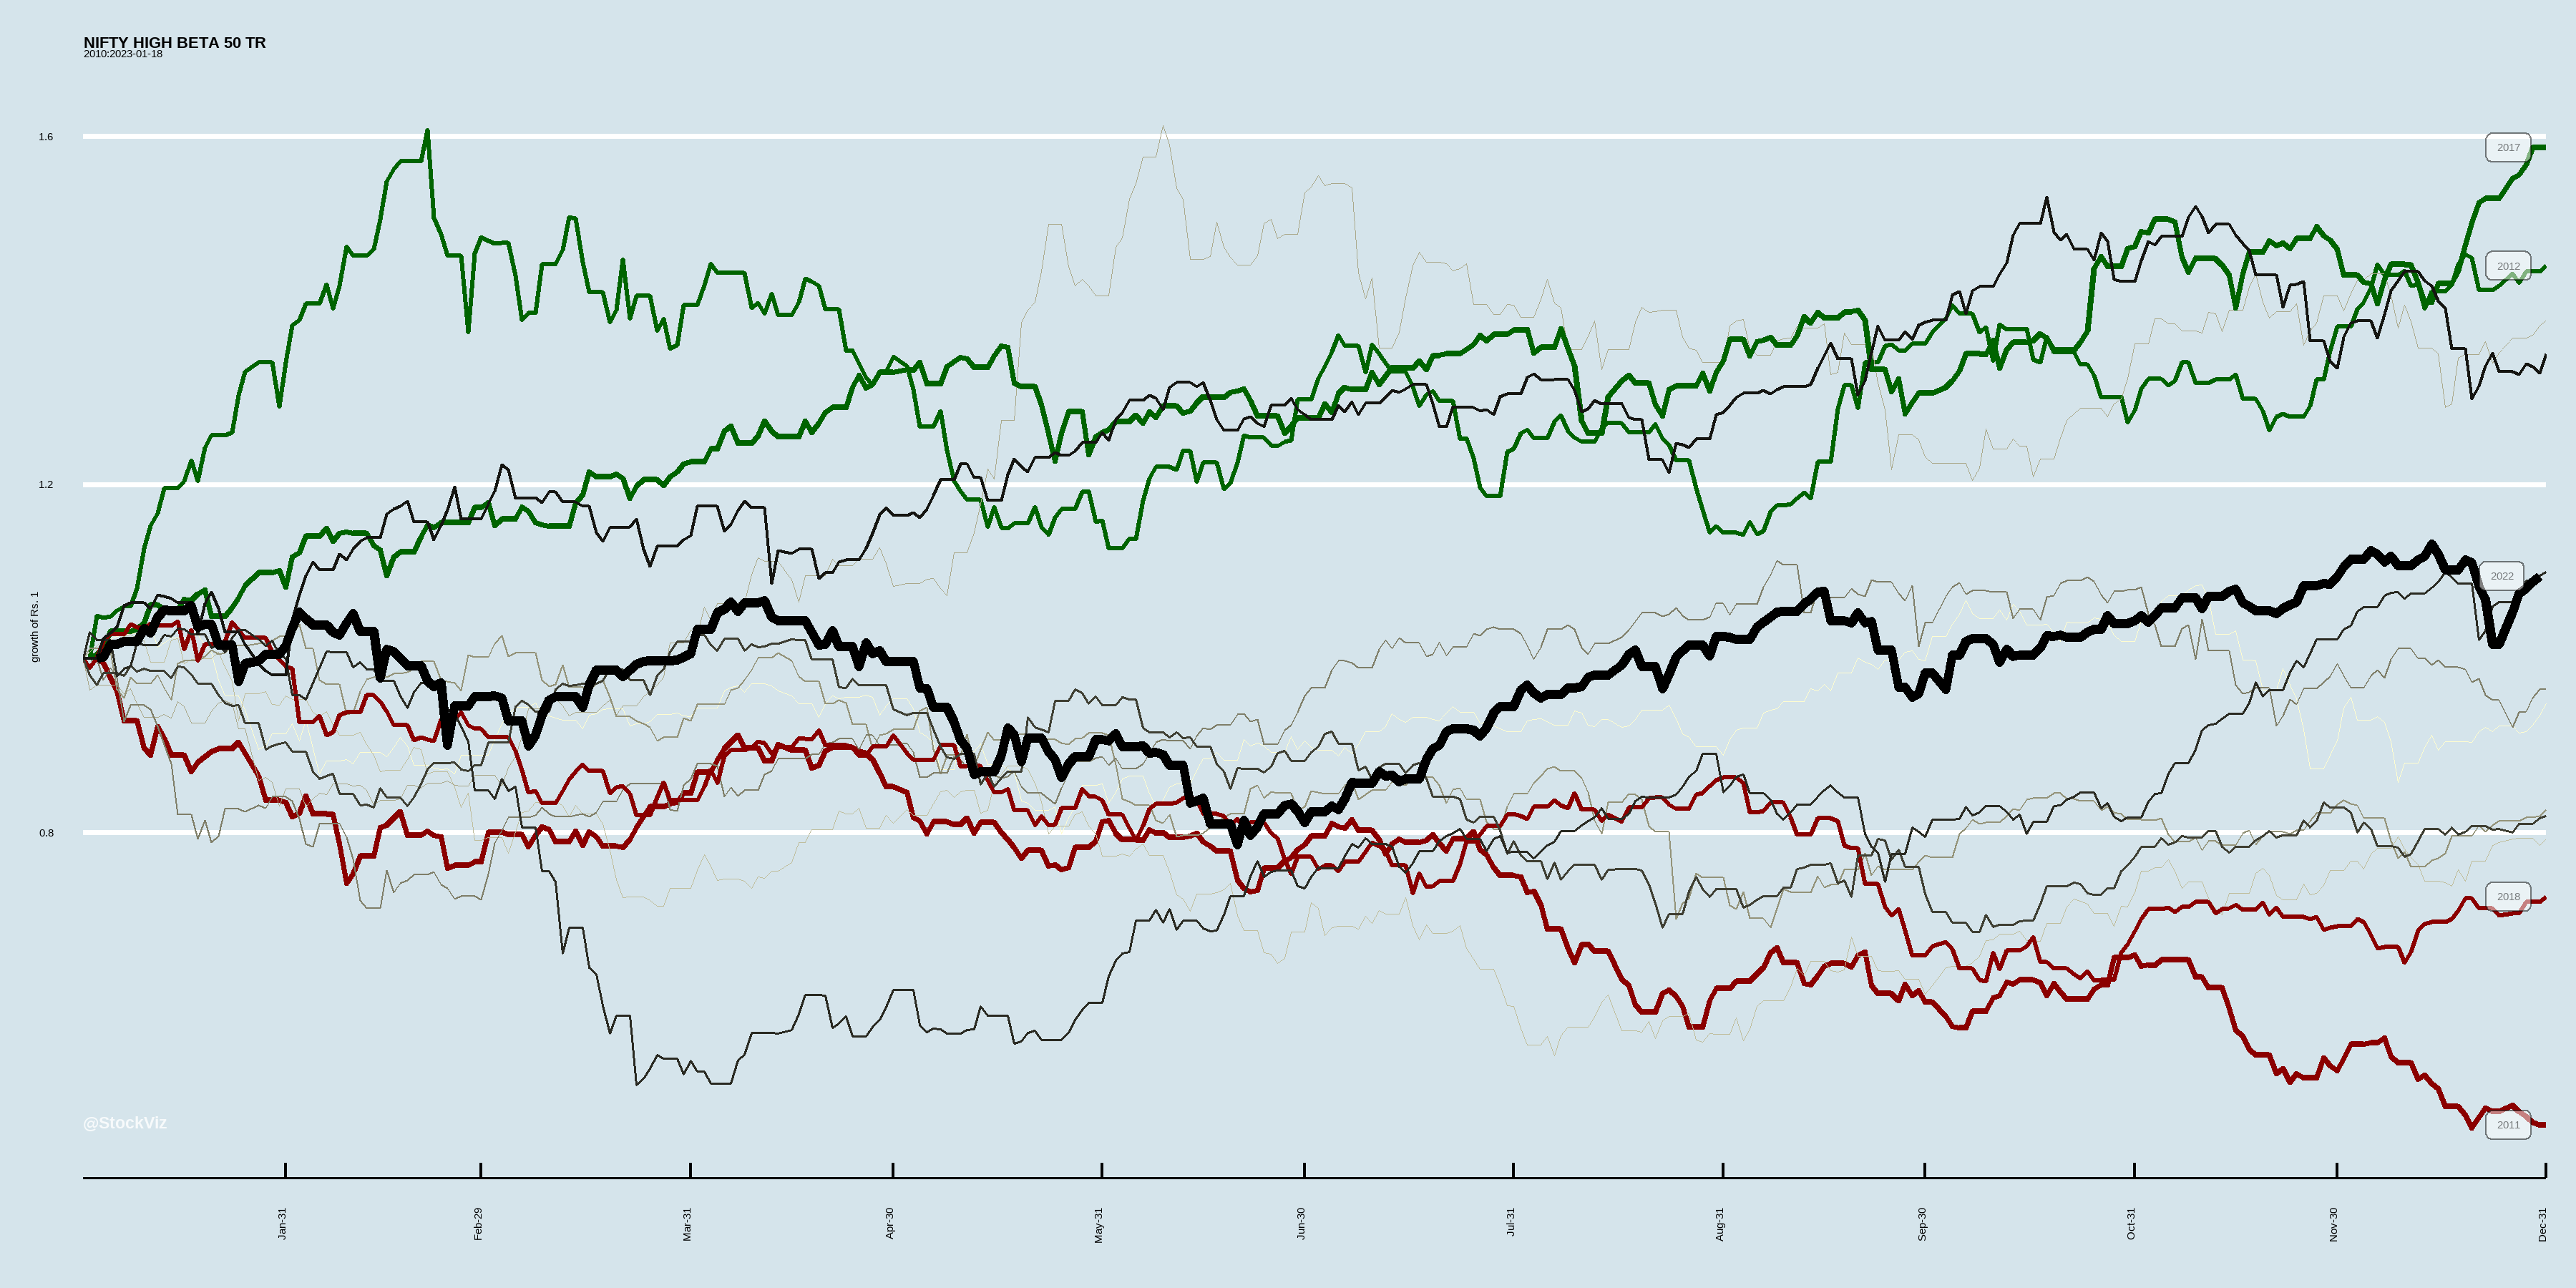 NIFTY HIGH BETA 50 TR
2010:2023-01-18
1.6
1.2
0.8
growth of Rs. 1
2017
2012
2022
2018
2011
@StockViz
Jan-31
Feb-29
Mar-31
Apr-30
May-31
Jun-30
Jul-31
Aug-31
Sep-30
Oct-31
Nov-30
Dec-31